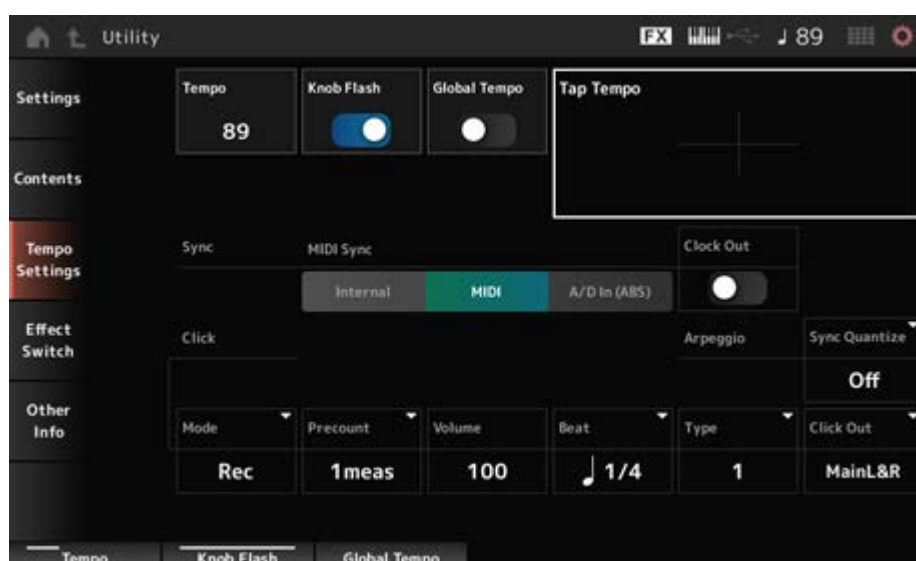 Utility
FX
♩ 89
Settings
Contents
Tempo
Settings
Effect
Switch
Other
Info
Tempo
89
Knob Flash
Global Tempo
Tap Tempo
Sync
MIDI Sync
Internal
MIDI
A/D In (ABS)
Clock Out
Click
Arpeggio
Sync Quantize
Off
Mode
Rec
Precount
1meas
Volume
100
Beat
♩ 1/4
Type
1
Click Out
MainL&R
Tempo
Knob Flash
Global Tempo